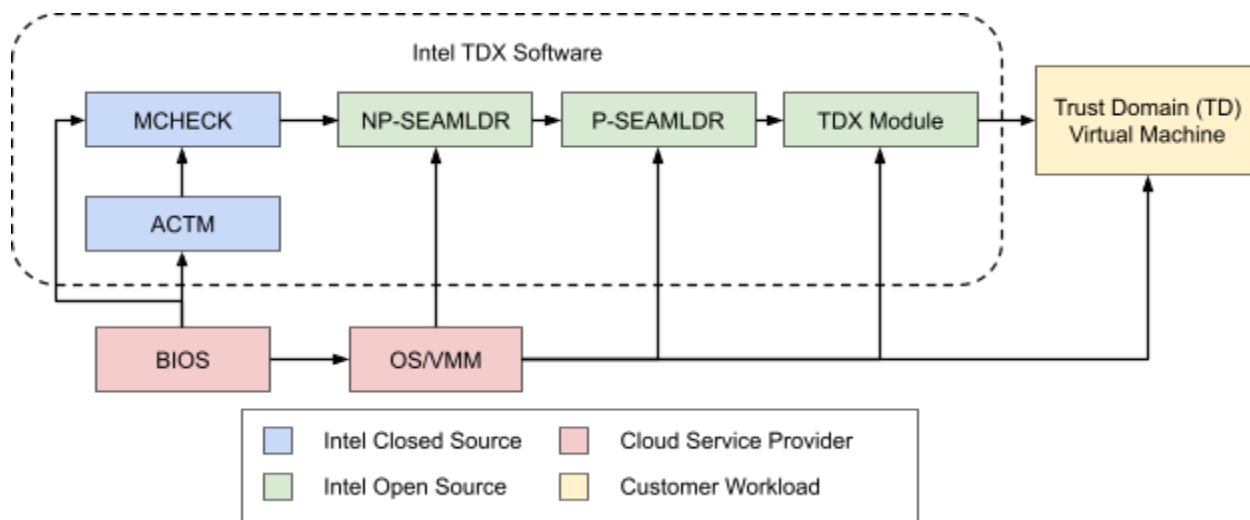 Intel TDX Software
MCHECK
NP-SEAMLDR
P-SEAMLDR
TDX Module
Trust Domain (TD)
Virtual Machine
ACTM
BIOS
OS/VMM
Intel Closed Source
Cloud Service Provider
Intel Open Source
Customer Workload